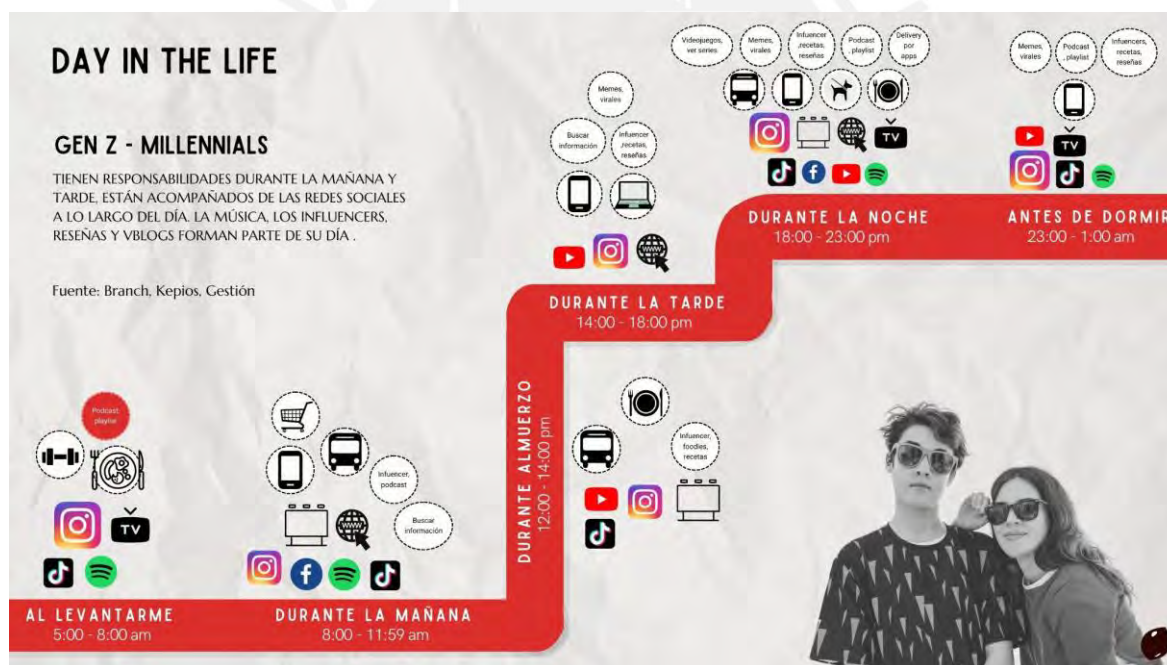 DAY IN THE LIFE
GEN Z - MILLENNIALS
TIENEN RESPONSABILIDADES DURANTE LA MAÑANA Y
TARDE, ESTÁN ACOMPAÑADOS DE LAS REDES SOCIALES
A LO LARGO DEL DÍA. LA MÚSICA, LOS INFLUENCERS,
RESEÑAS Y VBLOGS FORMAN PARTE DE SU DÍA .
Fuente: Branch, Kepios, Gestión
Podcast
playlist
TV
AL LEVANTARME
5:00 - 8:00 am
Influencer,
podcast
Buscar
información
WWW
DURANTE LA MAÑANA
8:00 - 11:59 am
DURANTE ALMUERZO
12:00 - 14:00 pm
Influencer,
foodies,
recetas
Memes,
virales
Buscar
información
Influencer
,recetas,
reseñas
WWW
DURANTE LA TARDE
14:00 - 18:00 pm
Videojuegos,
ver series
Memes,
virales
Influencer
,recetas,
reseñas
Podcast
, playlist
Delivery
por
apps
WWW
TV
DURANTE LA NOCHE
18:00 - 23:00 pm
Memes,
virales
Podcast
, playlist
Influencers,
recetas,
reseñas
TV
ANTES DE DORMIR
23:00 - 1:00 am